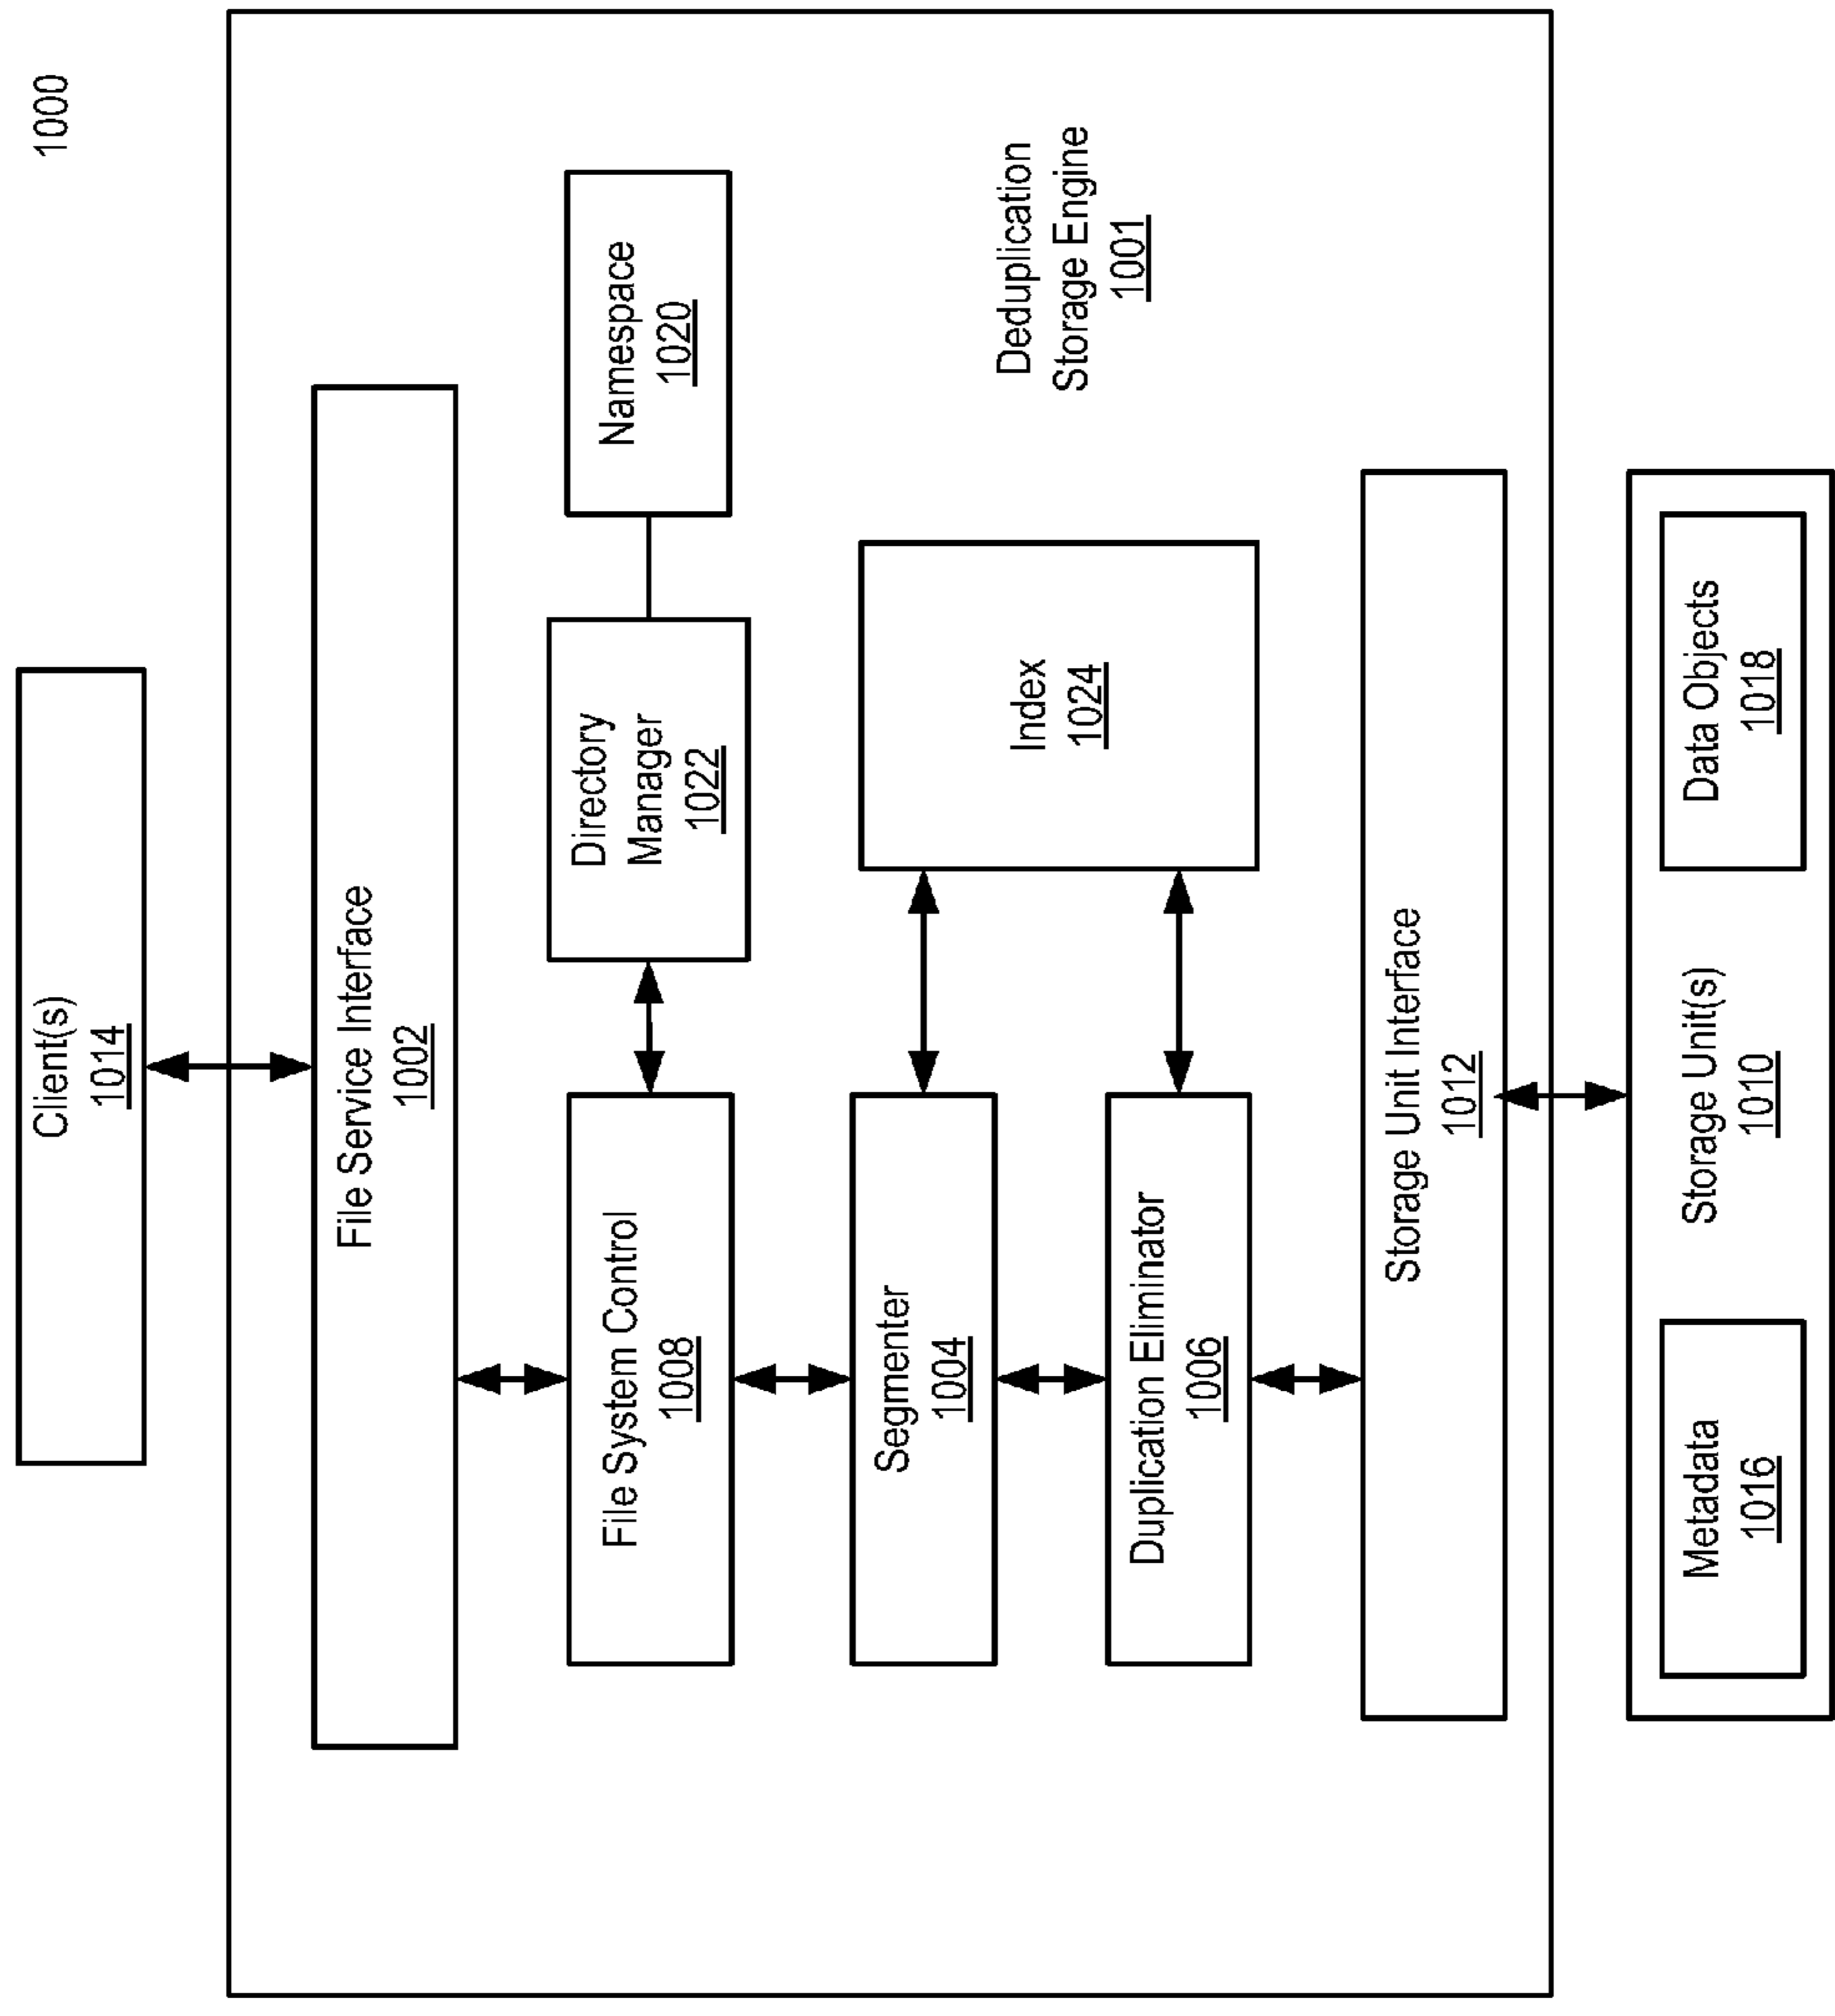 1000
Client(s)
1014
File Service Interface
1002
File System Control
1008
Directory
Manager
1022
Namespace
1020
Segmenter
1004
Index
1024
Duplication Eliminator
1006
Deduplication
Storage Engine
1001
Storage Unit Interface
1012
Metadata
1016
Storage Unit(s)
1010
Data Objects
1018